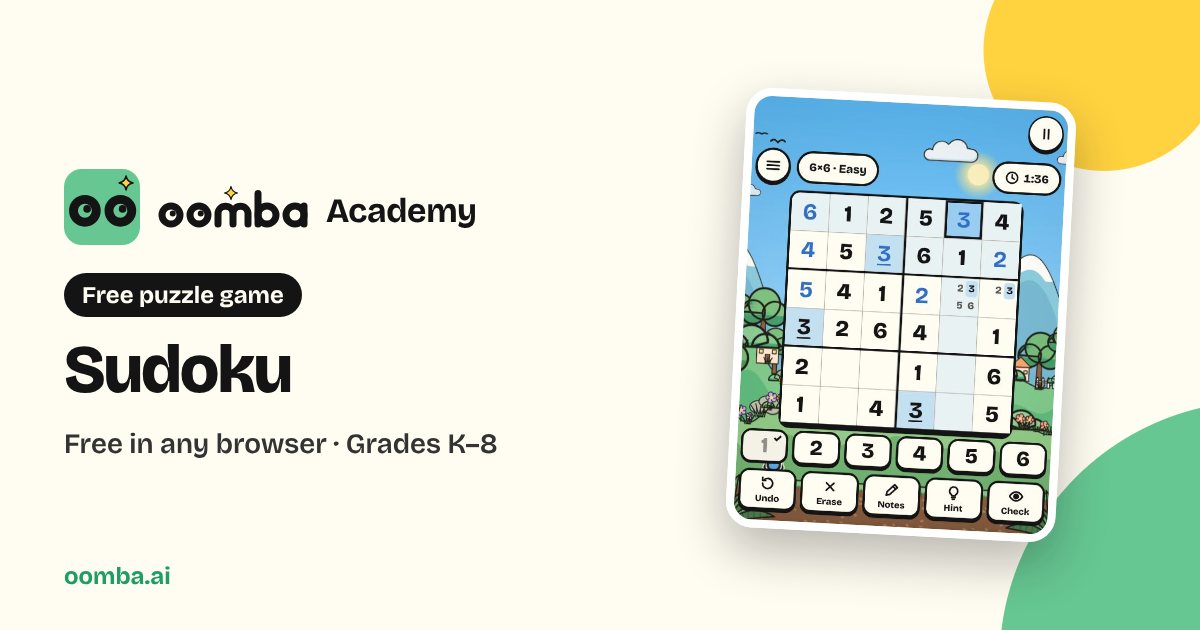 oomba Academy
Free puzzle game
Sudoku
Free in any browser · Grades K–8
oomba.ai
6×6 · Easy
1:36
6 1 2 5 3 4
4 5 3 6 1 2
5 4 1 2 2 3 5 6 2 3
3 2 6 4 1
2 1 6
1 4 3 5
1 2 3 4 5 6
Undo Erase Notes Hint Check